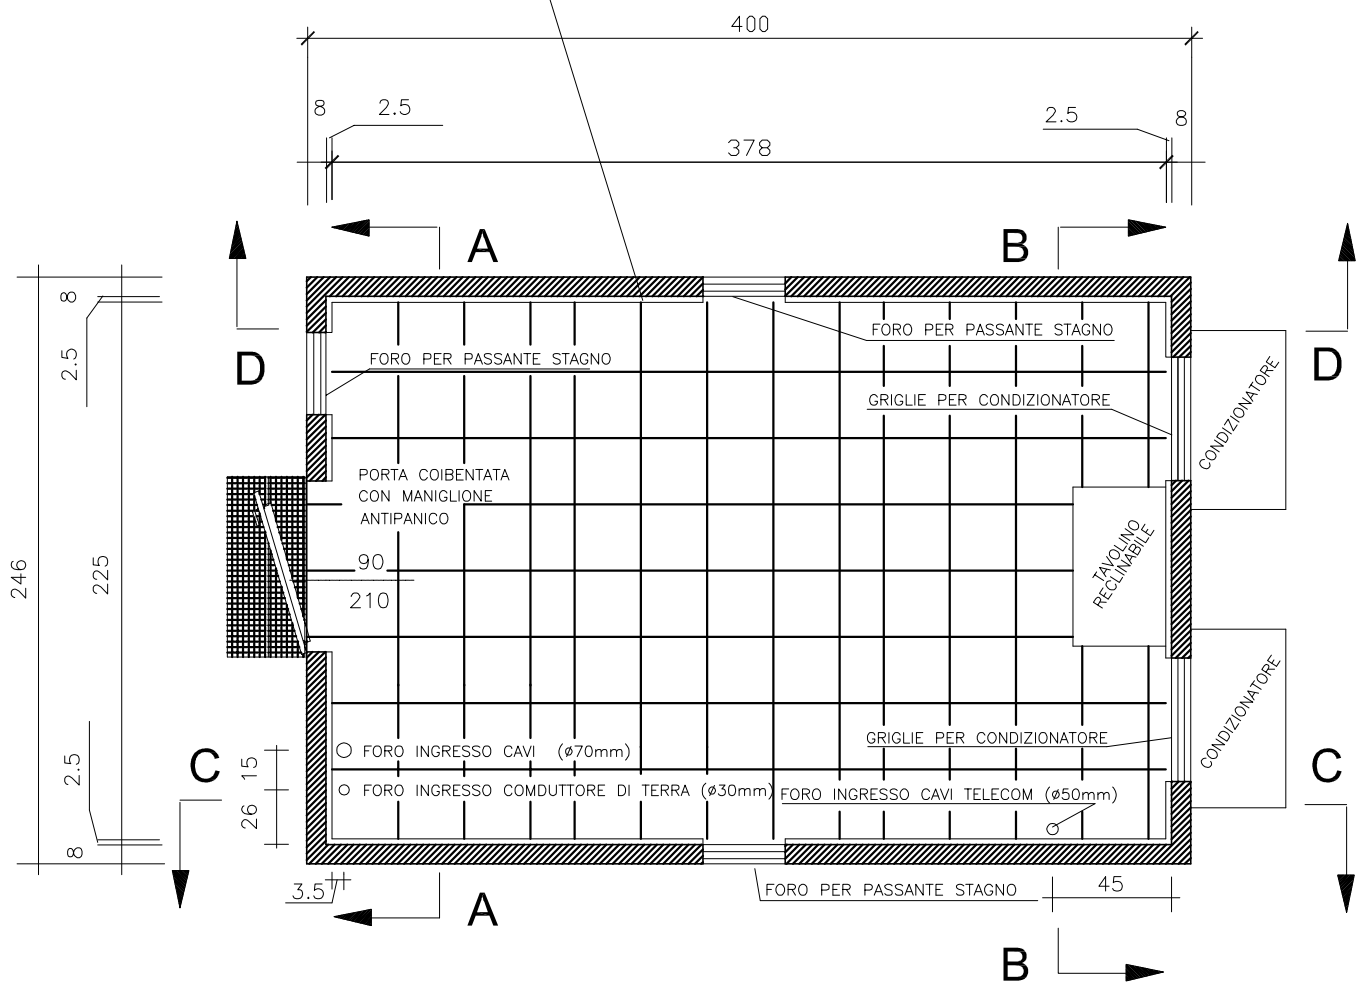 400
8
2.5
2.5
8
378
A
B
D
D
8
2.5
FORO PER PASSANTE STAGNO
FORO PER PASSANTE STAGNO
GRIGLIE PER CONDIZIONATORE
CONDIZIONATORE
PORTA COIBENTATA
CON MANIGLIONE
ANTIPANICO
90
210
246
225
TAVOLINO
RECLINABILE
CONDIZIONATORE
GRIGLIE PER CONDIZIONATORE
C
C
2.5
15
26
8
FORO INGRESSO CAVI (ø70mm)
FORO INGRESSO COMDUTTORE DI TERRA (ø30mm)
FORO INGRESSO CAVI TELECOM (ø50mm)
3.5
A
FORO PER PASSANTE STAGNO
45
B